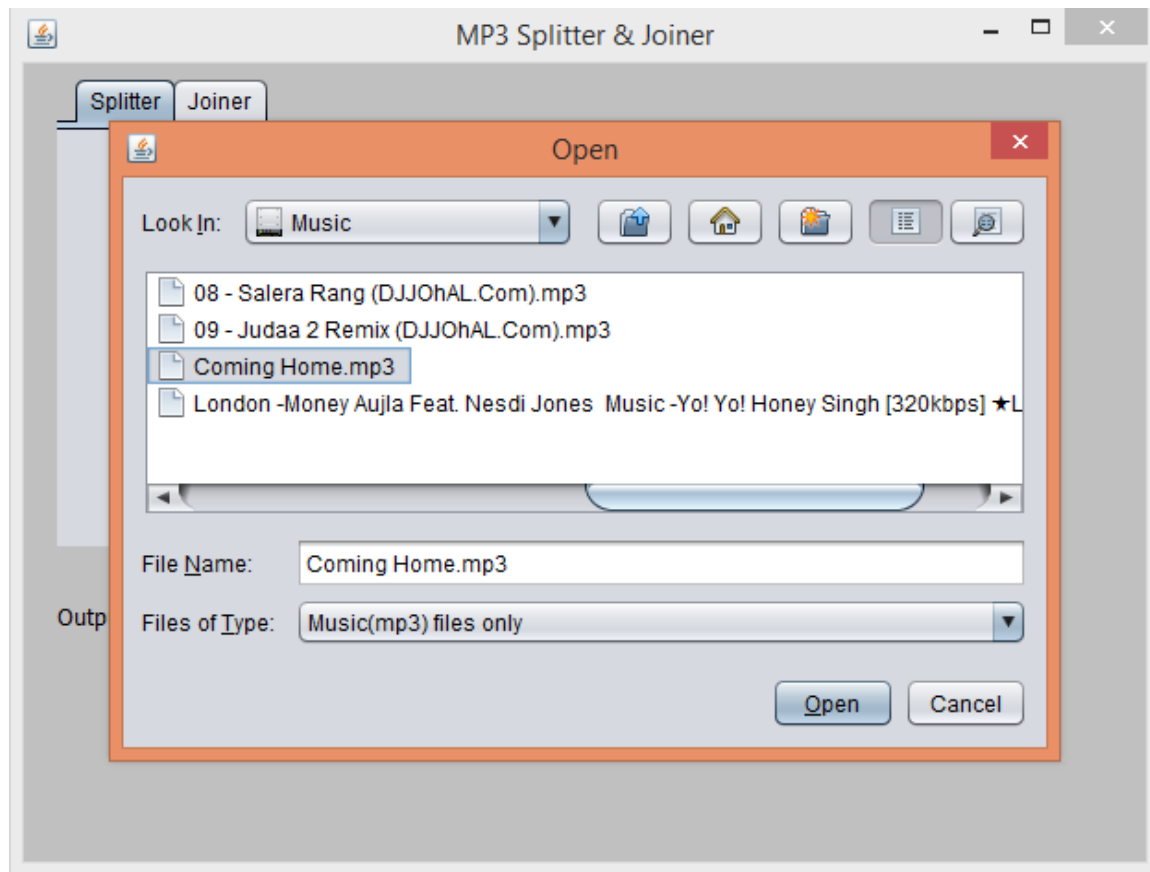 MP3 Splitter & Joiner
Splitter Joiner
Open
Look In: Music
08 - Salera Rang (DJJOhAL.Com).mp3
09 - Judaa 2 Remix (DJJOhAL.Com).mp3
Coming Home.mp3
London -Money Aujla Feat. Nesdi Jones  Music -Yo! Yo! Honey Singh [320kbps] ★L
File Name: Coming Home.mp3
Outp
Files of Type: Music(mp3) files only
Open Cancel